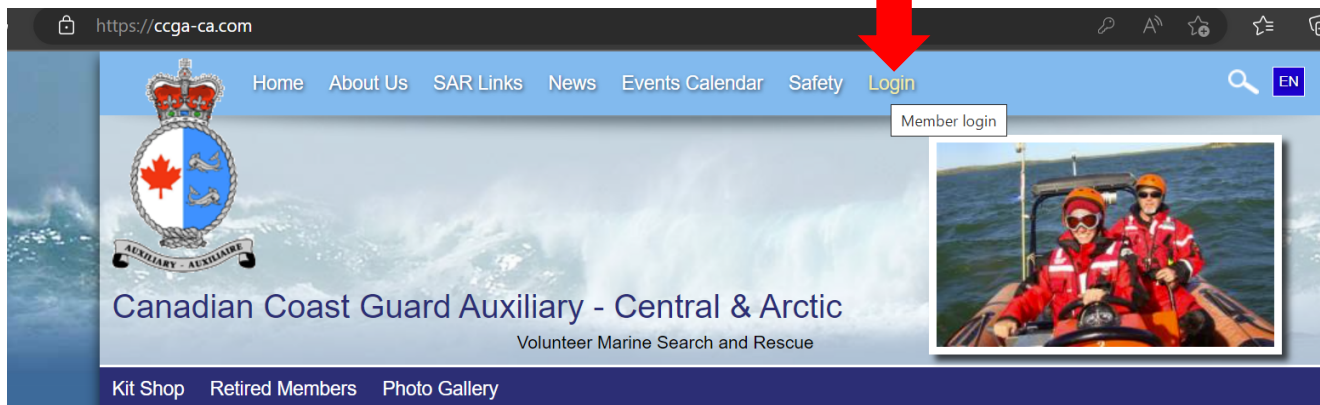 https://ccga-ca.com
Home About Us SAR Links News Events Calendar Safety Login
EN
Member login
AUXILIARY - AUXILIAIRE
Canadian Coast Guard Auxiliary - Central & Arctic
Volunteer Marine Search and Rescue
Kit Shop Retired Members Photo Gallery